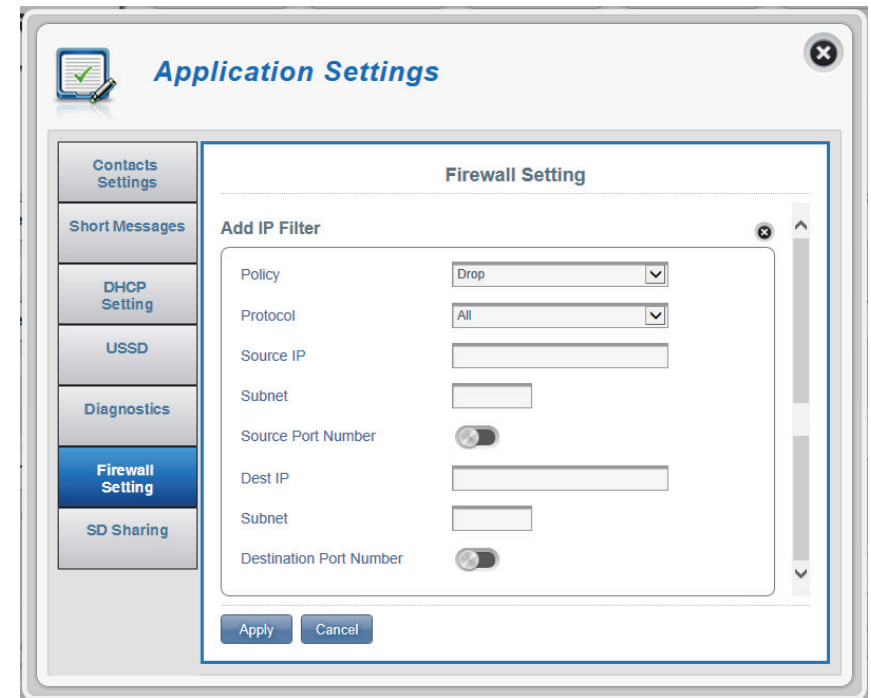 Application Settings
Contacts
Settings
Short Messages
DHCP
Setting
USSD
Diagnostics
Firewall
Setting
SD Sharing
Firewall Setting
Add IP Filter
Policy Drop
Protocol All
Source IP
Subnet
Source Port Number
Dest IP
Subnet
Destination Port Number
Apply Cancel